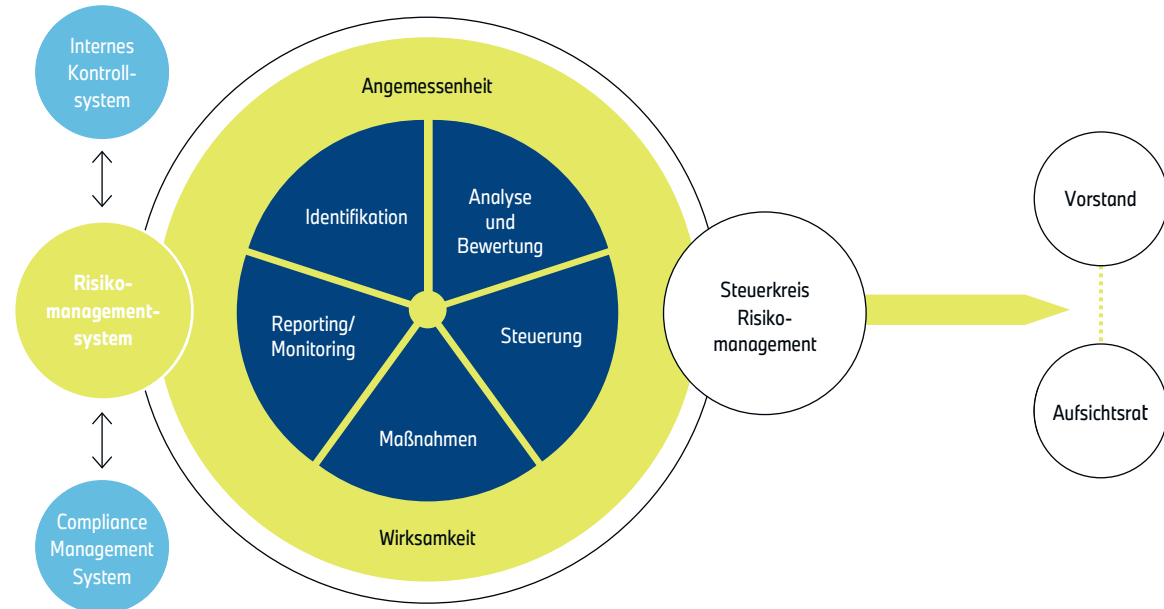 Internes
Kontroll-
system
Risiko-
management-
system
Compliance
Management
System
Angemessenheit
Identifikation
Analyse
und
Bewertung
Reporting/
Monitoring
Steuerung
Maßnahmen
Wirksamkeit
Steuerkreis
Risiko-
management
Vorstand
Aufsichtsrat